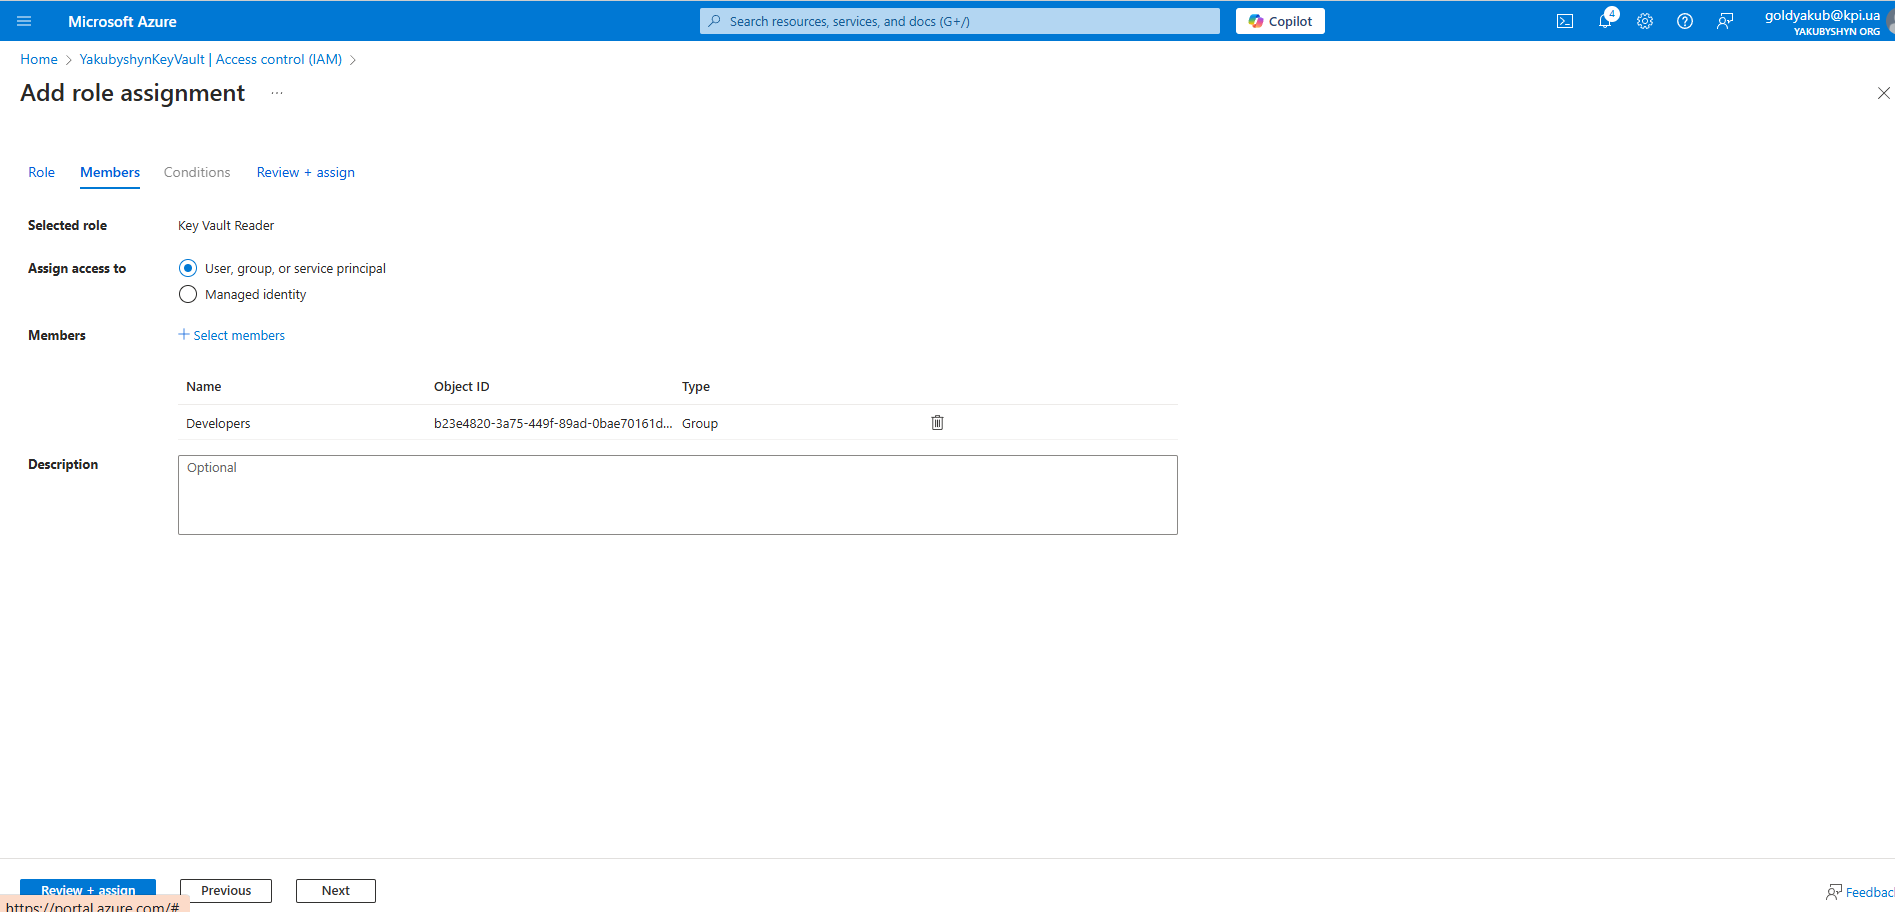 Microsoft Azure
Search resources, services, and docs (G+/)
Copilot
4
goldyakub@kpi.ua
YAKUBYSHYN ORG
Home > YakubyshynKeyVault | Access control (IAM) >
Add role assignment ...
Role Members Conditions Review + assign
Selected role Key Vault Reader
Assign access to User, group, or service principal
Managed identity
Members + Select members
Name Object ID Type
Developers b23e4820-3a75-449f-89ad-0bae70161d... Group
Description Optional
Review + assign Previous Next
Feedbac
https://portal.azure.com/#